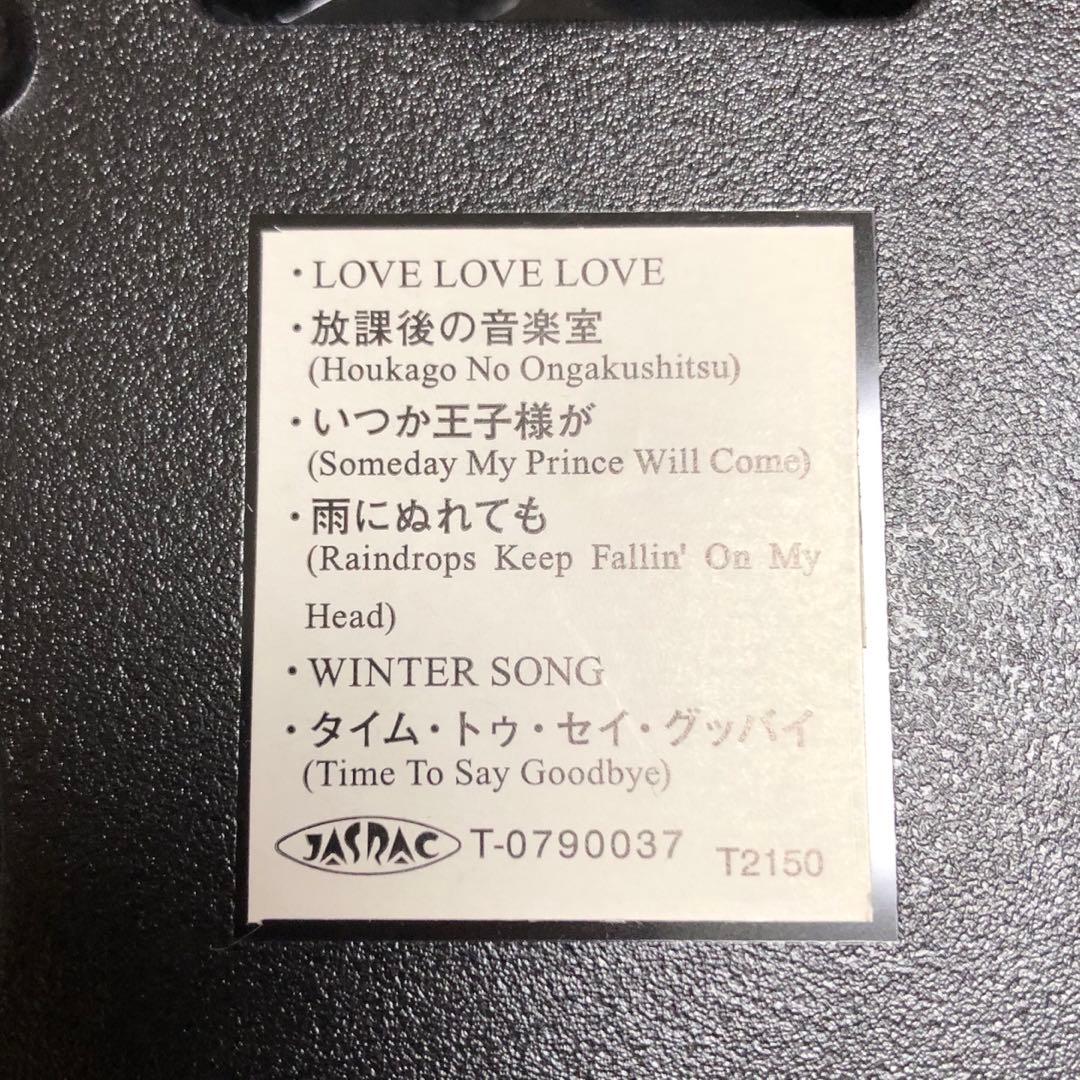 ・LOVE LOVE LOVE
・放課後の音楽室
(Houkago No Ongakushitsu)
・いつか王子様が
(Someday My Prince Will Come)
・雨にぬれても
(Raindrops Keep Fallin' On My
Head)
・WINTER SONG
・タイム・トゥ・セイ・グッバイ
(Time To Say Goodbye)
JASRAC T-0790037 T2150